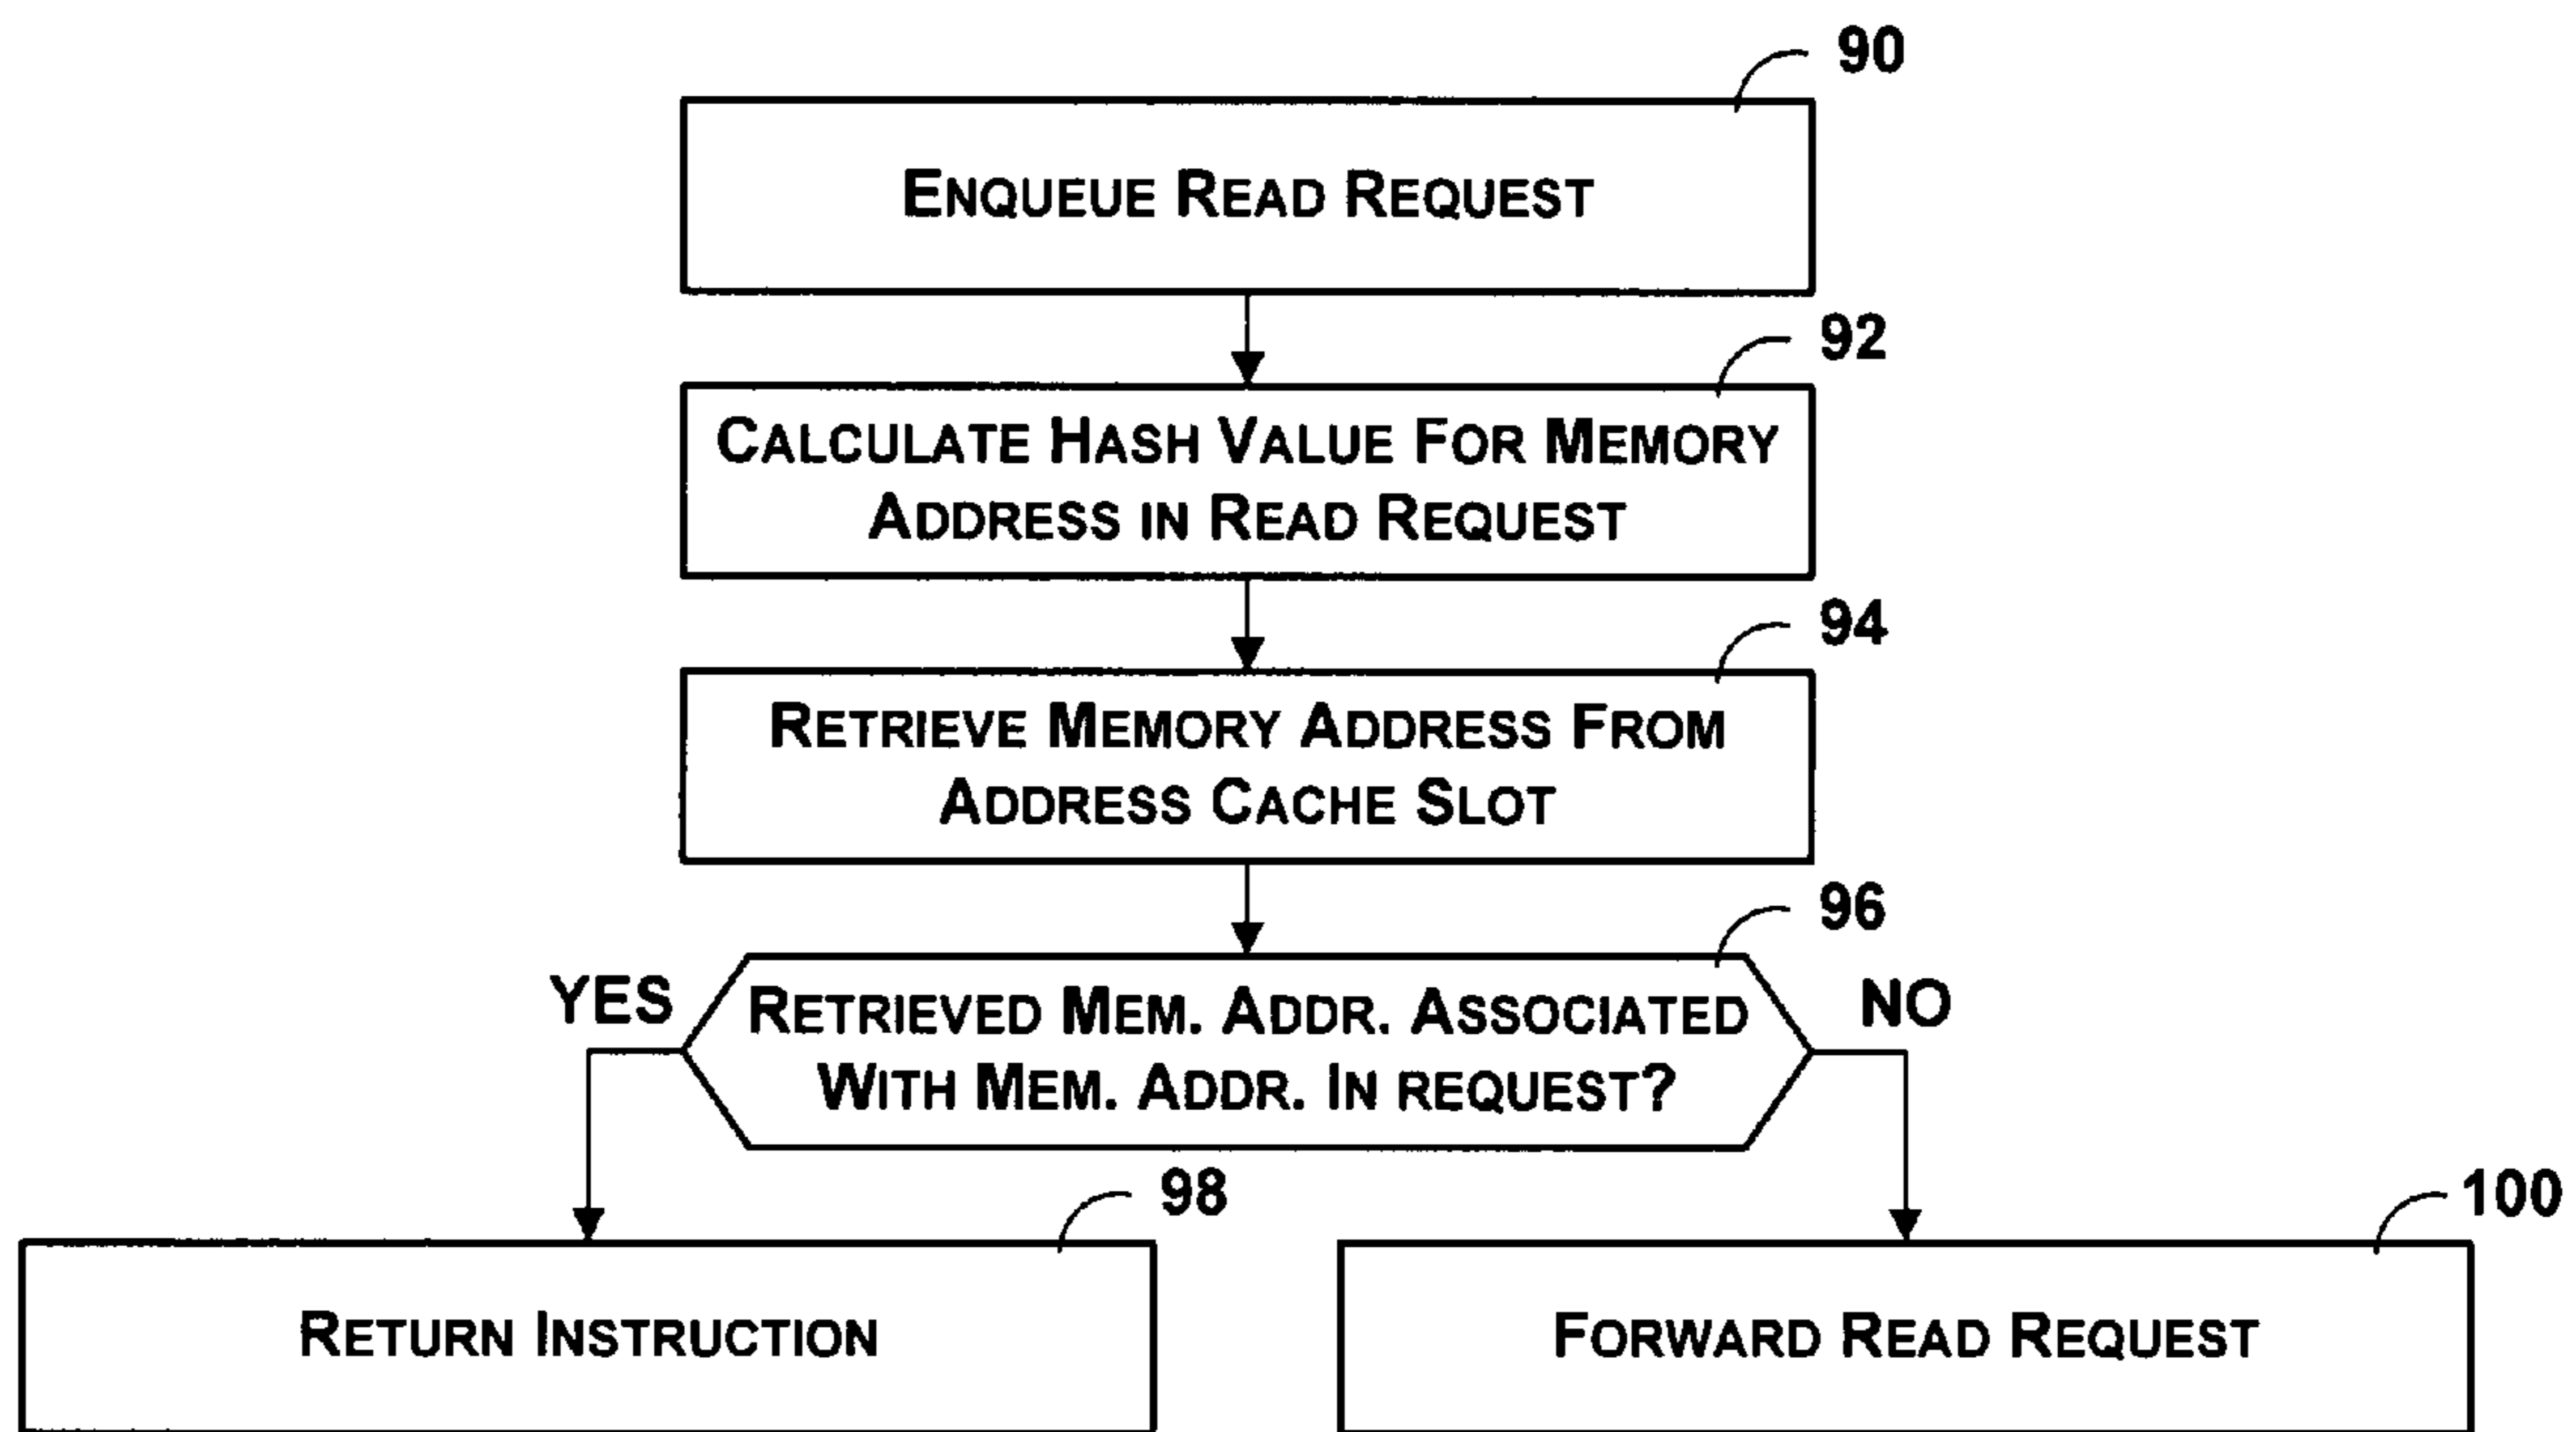 90
ENQUEUE READ REQUEST
92
CALCULATE HASH VALUE FOR MEMORY
ADDRESS IN READ REQUEST
94
RETRIEVE MEMORY ADDRESS FROM
ADDRESS CACHE SLOT
96
YES
RETRIEVED MEM. ADDR. ASSOCIATED
WITH MEM. ADDR. IN REQUEST?
NO
98
RETURN INSTRUCTION
100
FORWARD READ REQUEST